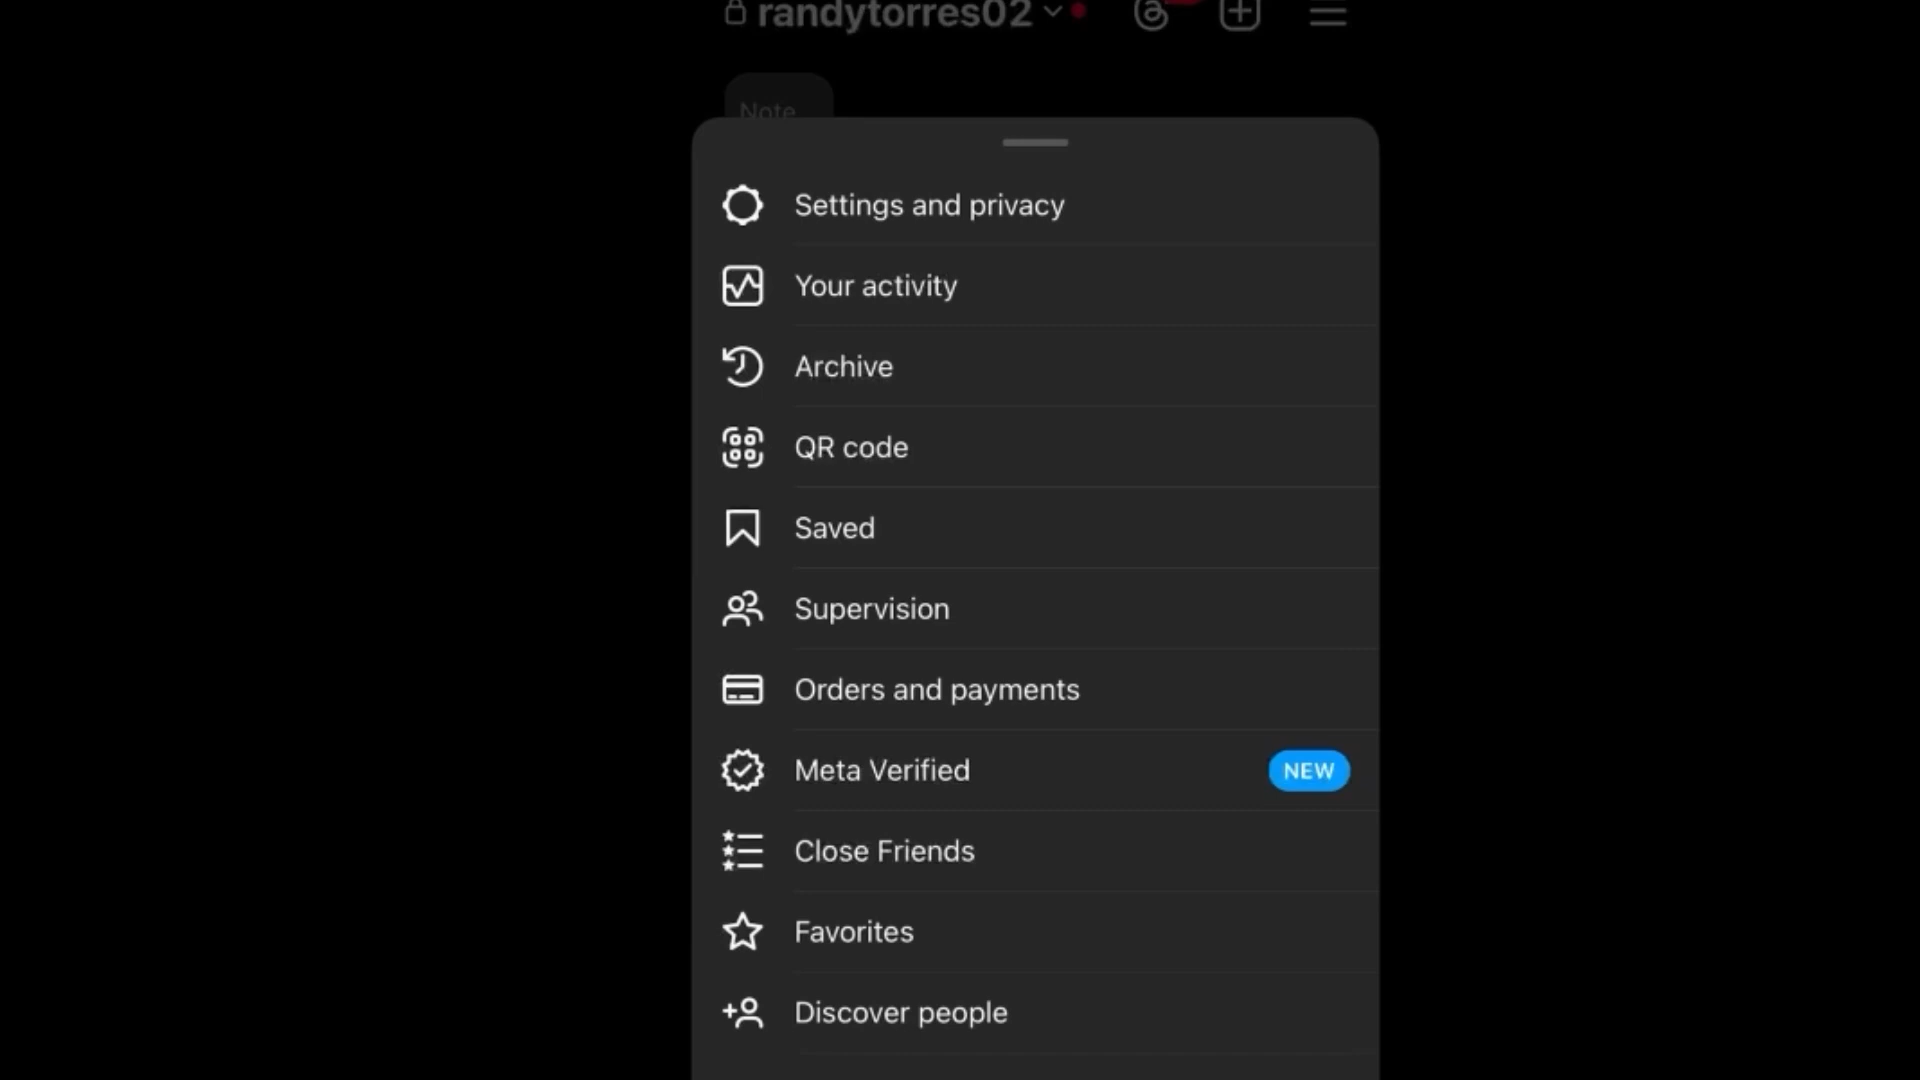 randytorres02
Note
Settings and privacy
Your activity
Archive
QR code
Saved
Supervision
Orders and payments
Meta Verified NEW
Close Friends
Favorites
Discover people